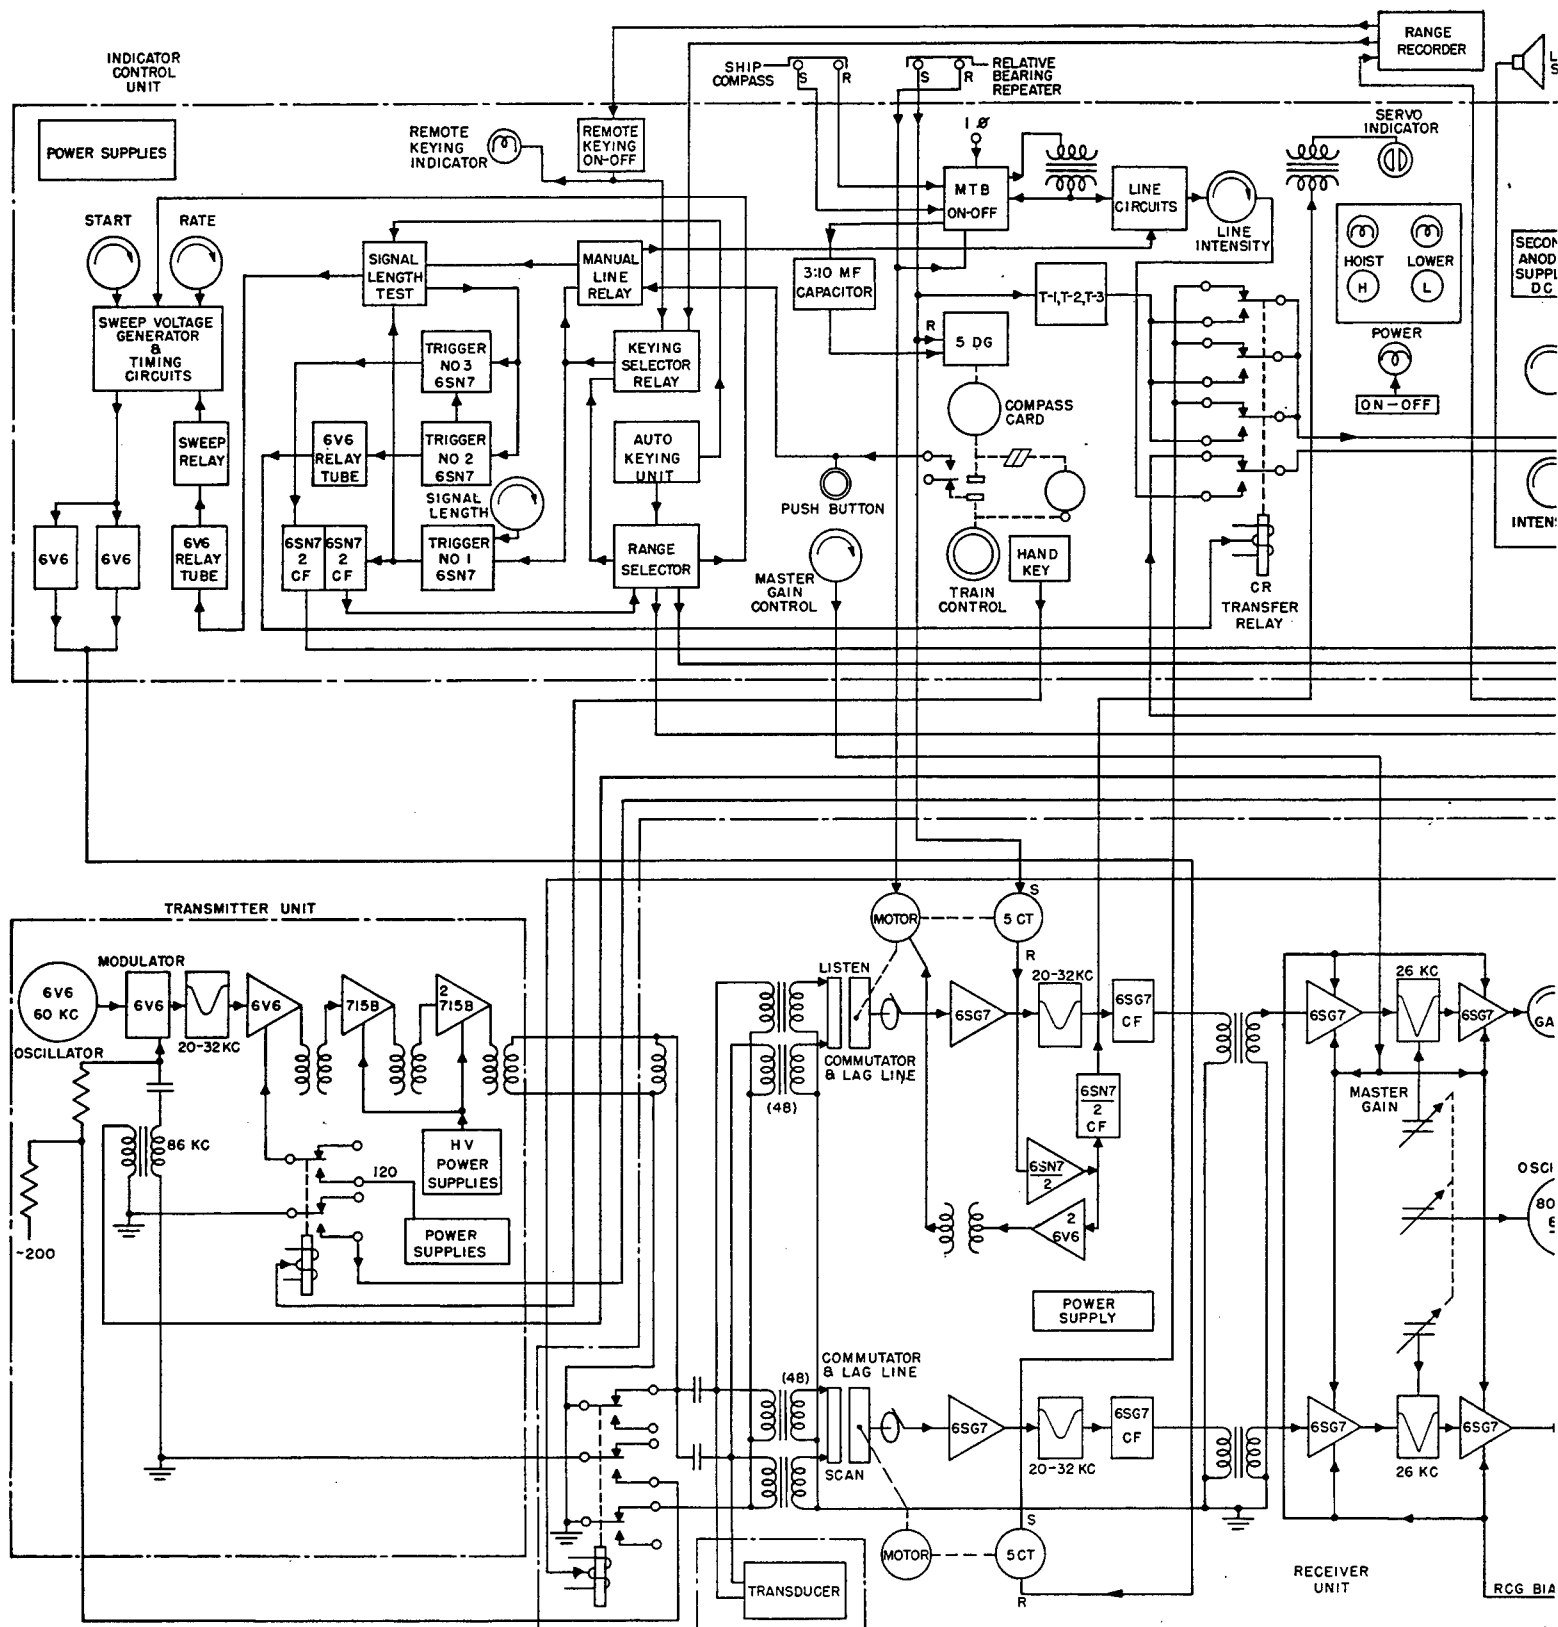 RANGE
RECORDER
INDICATOR
CONTROL
UNIT
SHIP
COMPASS
S
R
S
R
RELATIVE
BEARING
REPEATER
POWER SUPPLIES
REMOTE
KEYING
INDICATOR
REMOTE
KEYING
ON-OFF
1 Ø
SERVO
INDICATOR
MTB
ON-OFF
LINE
CIRCUITS
LINE
INTENSITY
START
RATE
SIGNAL
LENGTH
TEST
MANUAL
LINE
RELAY
3:10 MF
CAPACITOR
T-1,T-2,T-3
HOIST
LOWER
H
L
SWEEP VOLTAGE
GENERATOR
&
TIMING
CIRCUITS
TRIGGER
NO 3
6SN7
KEYING
SELECTOR
RELAY
R
5 DG
POWER
ON-OFF
COMPASS
CARD
SWEEP
RELAY
6V6
RELAY
TUBE
TRIGGER
NO 2
6SN7
AUTO
KEYING
UNIT
SIGNAL
LENGTH
PUSH BUTTON
6V6
6V6
6V6
RELAY
TUBE
6SN7
2
CF
6SN7
2
CF
TRIGGER
NO 1
6SN7
RANGE
SELECTOR
MASTER
GAIN
CONTROL
TRAIN
CONTROL
HAND
KEY
CR
TRANSFER
RELAY
TRANSMITTER UNIT
MOTOR
S
5 CT
R
MODULATOR
6V6
60 KC
OSCILLATOR
6V6
20-32KC
6V6
715B
2
715B
LISTEN
COMMUTATOR
& LAG LINE
(48)
6SG7
20-32KC
6SG7
CF
6SG7
26 KC
6SG7
MASTER
GAIN
86 KC
HV
POWER
SUPPLIES
120
POWER
SUPPLIES
~200
6SN7
2
CF
6SN7
2
2
6V6
POWER
SUPPLY
COMMUTATOR
& LAG LINE
(48)
SCAN
6SG7
20-32 KC
6SG7
CF
6SG7
26 KC
6SG7
MOTOR
S
5CT
R
TRANSDUCER
RECEIVER
UNIT
RCG